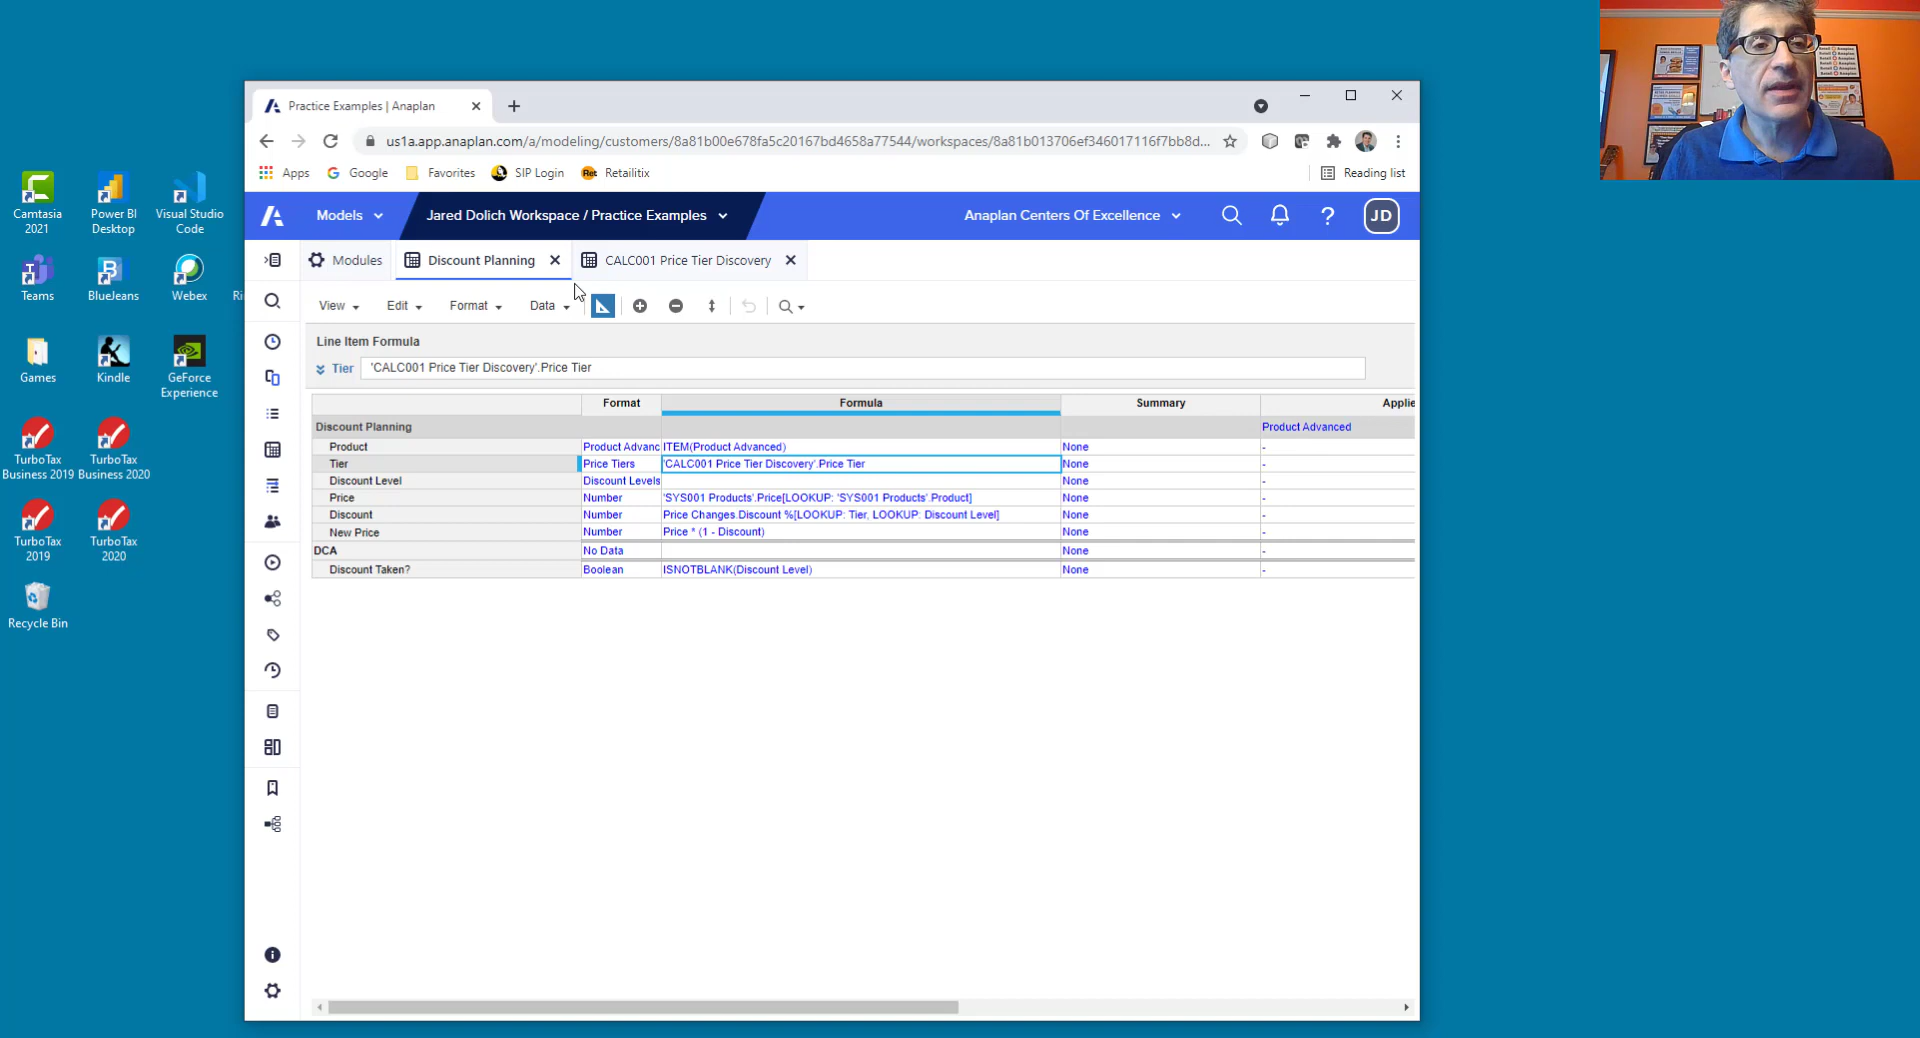 Practice Examples | Anaplan
us1a.app.anaplan.com/a/modeling/customers/8a81b00e678fa5c20167bd4658a77544/workspaces/8a81b013706ef346017116f7bb8d...
Apps Google Favorites SIP Login Retailitix Reading list
Models Jared Dolich Workspace / Practice Examples Anaplan Centers Of Excellence ? JD
Modules Discount Planning CALC001 Price Tier Discovery
View Edit Format Data
Line Item Formula
Tier 'CALC001 Price Tier Discovery'.Price Tier
Format Formula Summary Applie
Discount Planning Product Advanced
Product Product Advanc ITEM(Product Advanced) None -
Tier Price Tiers 'CALC001 Price Tier Discovery'.Price Tier None -
Discount Level Discount Levels None -
Price Number 'SYS001 Products'.Price[LOOKUP: 'SYS001 Products'.Product] None -
Discount Number Price Changes.Discount %[LOOKUP: Tier, LOOKUP: Discount Level] None -
New Price Number Price * (1 - Discount) None -
DCA No Data None -
Discount Taken? Boolean ISNOTBLANK(Discount Level) None -
Camtasia 2021
Power BI Desktop
Visual Studio Code
Teams
BlueJeans
Webex
Ri
Games
Kindle
GeForce Experience
TurboTax Business 2019
TurboTax Business 2020
TurboTax 2019
TurboTax 2020
Recycle Bin